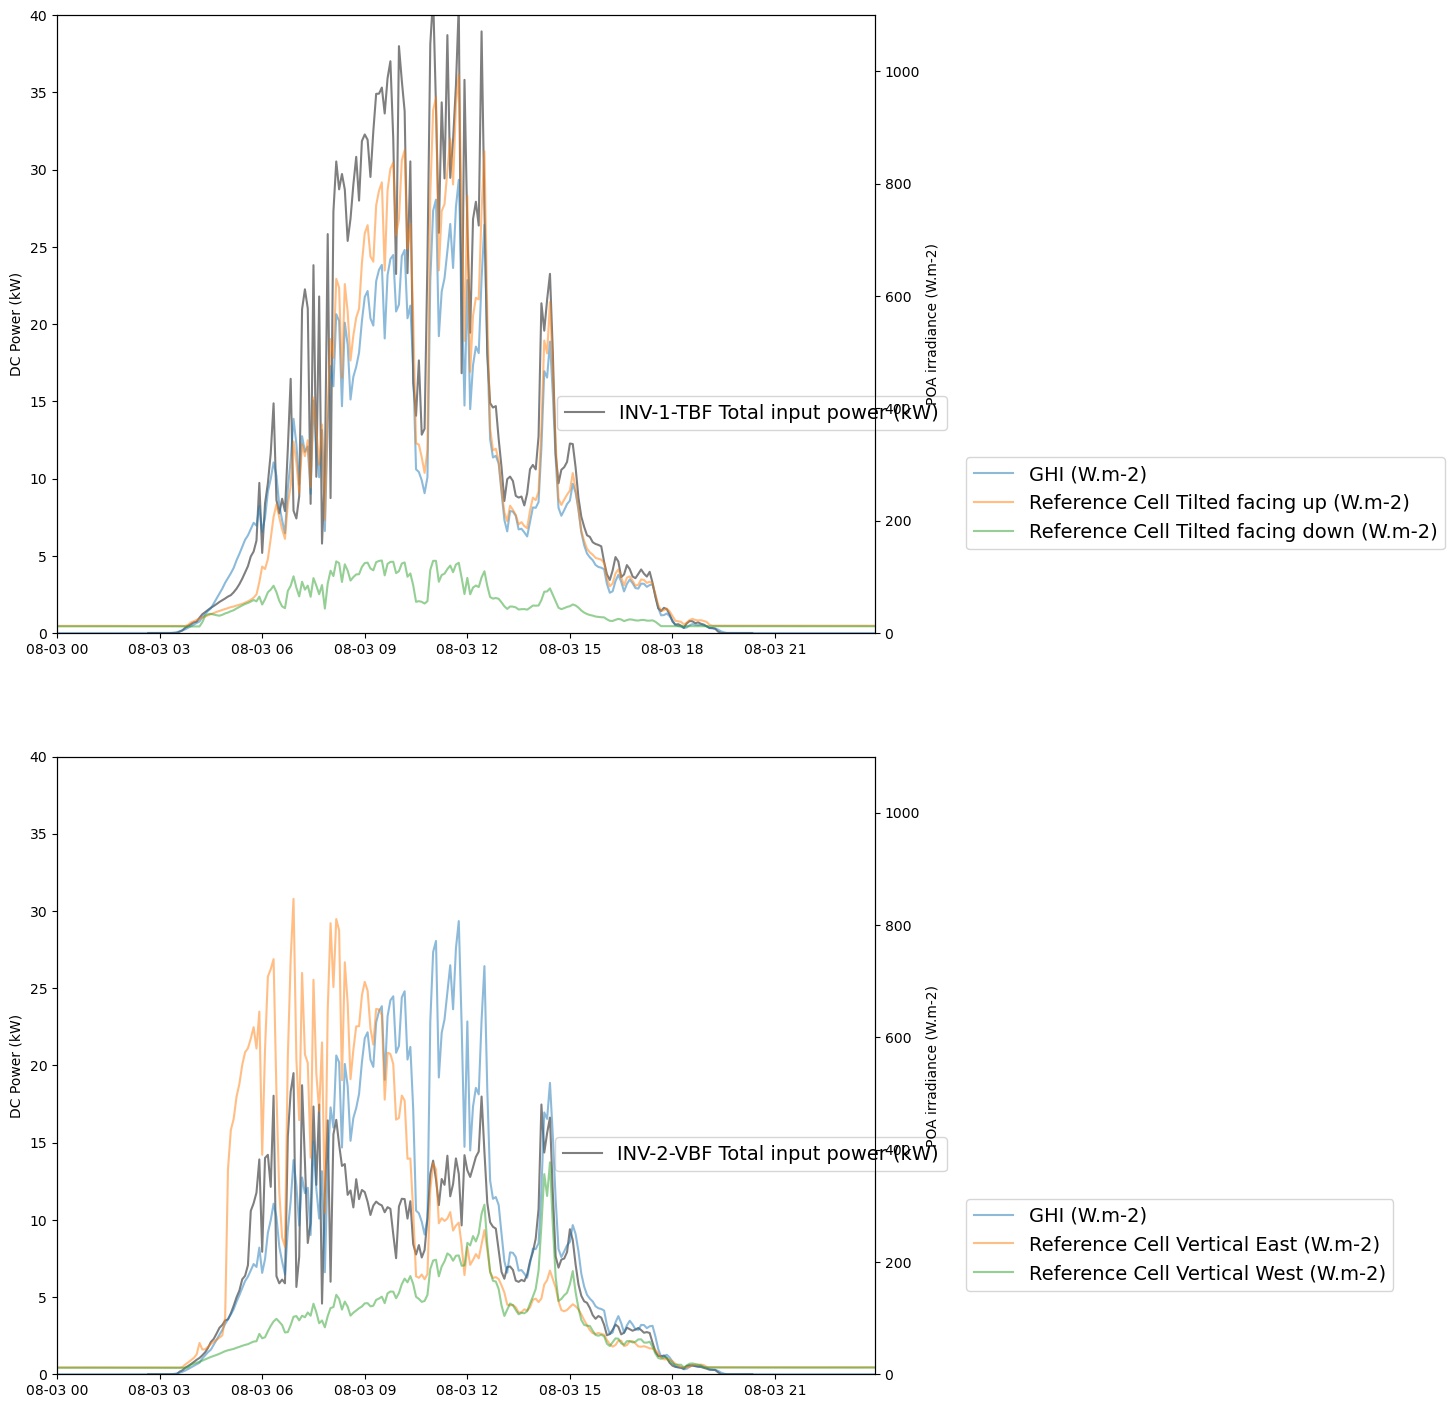 40
35
30
25
20
15
10
5
0
DC Power (kW)
1000
800
600
400
200
0
POA irradiance (W.m-2)
INV-1-TBF Total input power (kW)
GHI (W.m-2)
Reference Cell Tilted facing up (W.m-2)
Reference Cell Tilted facing down (W.m-2)
08-03 00 08-03 03 08-03 06 08-03 09 08-03 12 08-03 15 08-03 18 08-03 21
40
35
30
25
20
15
10
5
0
DC Power (kW)
1000
800
600
400
200
0
POA irradiance (W.m-2)
INV-2-VBF Total input power (kW)
GHI (W.m-2)
Reference Cell Vertical East (W.m-2)
Reference Cell Vertical West (W.m-2)
08-03 00 08-03 03 08-03 06 08-03 09 08-03 12 08-03 15 08-03 18 08-03 21